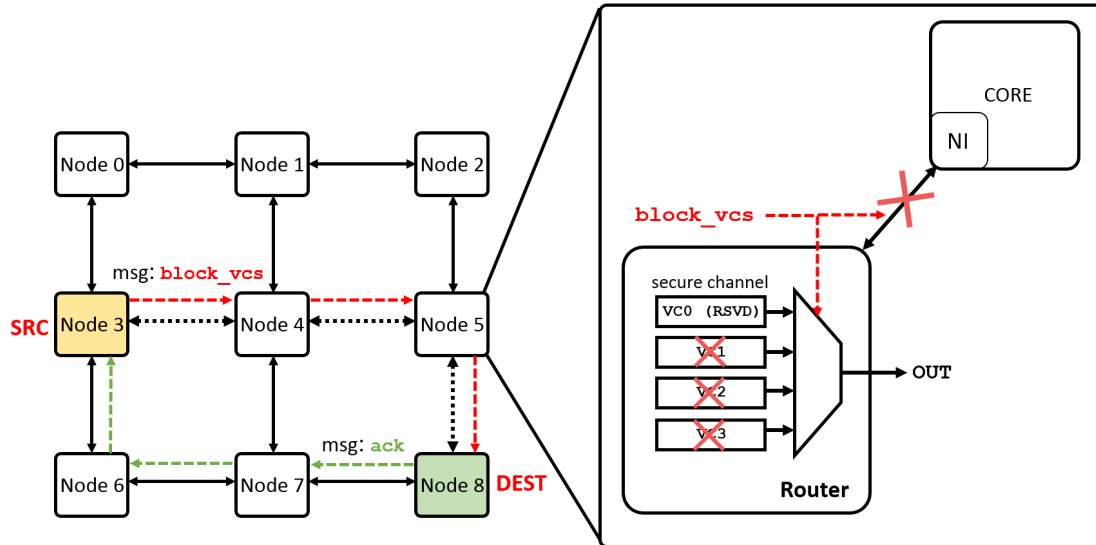 Node 0
Node 1
Node 2
msg: block_vcs
SRC
Node 3
Node 4
Node 5
msg: ack
Node 6
Node 7
Node 8
DEST
CORE
NI
block_vcs
secure channel
VC0 (RSVD)
VC1
VC2
VC3
OUT
Router